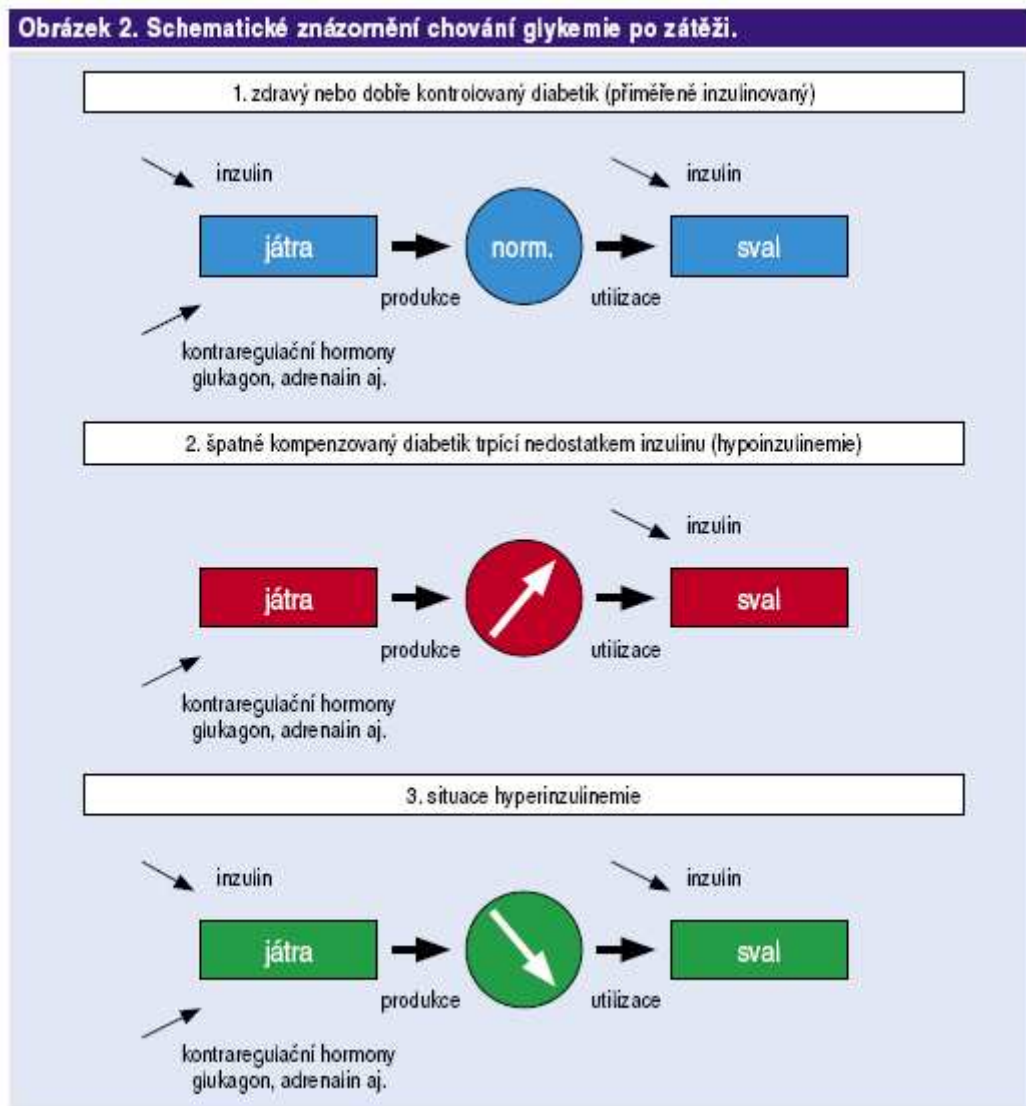 Obrázek 2. Schematické znázornění chování glykemie po zátěži.
1. zdravý nebo dobře kontrolovaný diabetik (přiměřeně inzulinovaný)
inzulin
inzulin
játra
norm.
sval
produkce
utilizace
kontraregulační hormony
glukagon, adrenalin aj.
2. špatné kompenzovaný diabetik trpící nedostatkem inzulinu (hypoinzulinemie)
inzulin
játra
sval
produkce
utilizace
kontraregulační hormony
glukagon, adrenalin aj.
3. situace hyperinzulinemie
inzulin
inzulin
játra
sval
produkce
utilizace
kontraregulační hormony
glukagon, adrenalin aj.